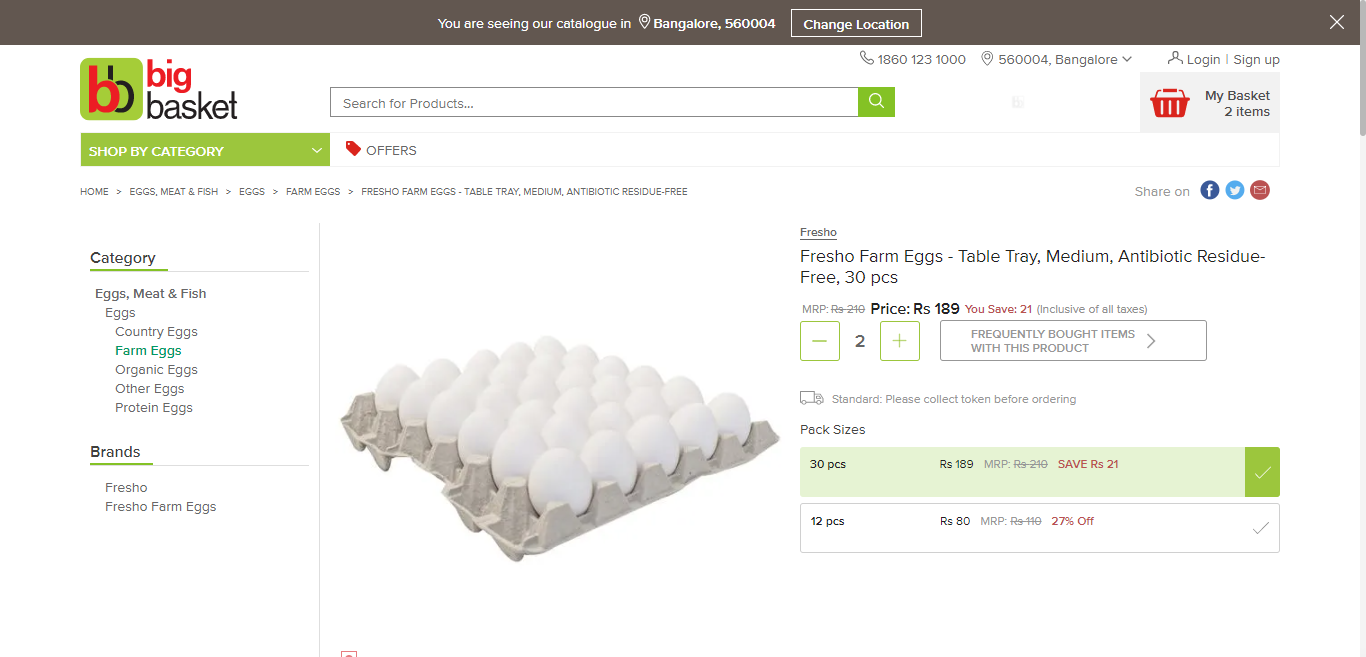 You are seeing our catalogue in Bangalore, 560004 Change Location
1860 123 1000 560004, Bangalore Login | Sign up
bb big basket
Search for Products...
My Basket
2 items
SHOP BY CATEGORY OFFERS
HOME > EGGS, MEAT & FISH > EGGS > FARM EGGS > FRESHO FARM EGGS - TABLE TRAY, MEDIUM, ANTIBIOTIC RESIDUE-FREE
Share on
Category
Eggs, Meat & Fish
Eggs
Country Eggs
Farm Eggs
Organic Eggs
Other Eggs
Protein Eggs
Brands
Fresho
Fresho Farm Eggs
Fresho
Fresho Farm Eggs - Table Tray, Medium, Antibiotic Residue-
Free, 30 pcs
MRP: Rs 210 Price: Rs 189 You Save: 21 (Inclusive of all taxes)
2
FREQUENTLY BOUGHT ITEMS
WITH THIS PRODUCT
Standard: Please collect token before ordering
Pack Sizes
30 pcs Rs 189 MRP: Rs 210 SAVE Rs 21
12 pcs Rs 80 MRP: Rs 110 27% Off